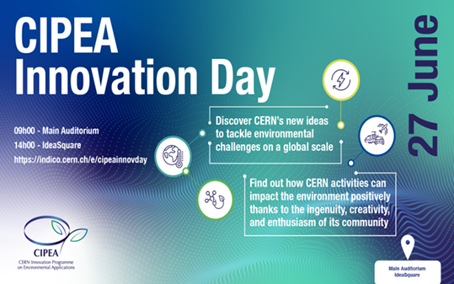 CIPEA
Innovation Day
27 June
09h00 - Main Auditorium
14h00 - IdeaSquare
https://indico.cern.ch/e/cipeainnovday
Discover CERN's new ideas
to tackle environmental
challenges on a global scale
Find out how CERN activities can
impact the environment positively
thanks to the ingenuity, creativity,
and enthusiasm of its community
CIPEA
CERN Innovation Programme
on Environmental Applications
Main Auditorium
IdeaSquare